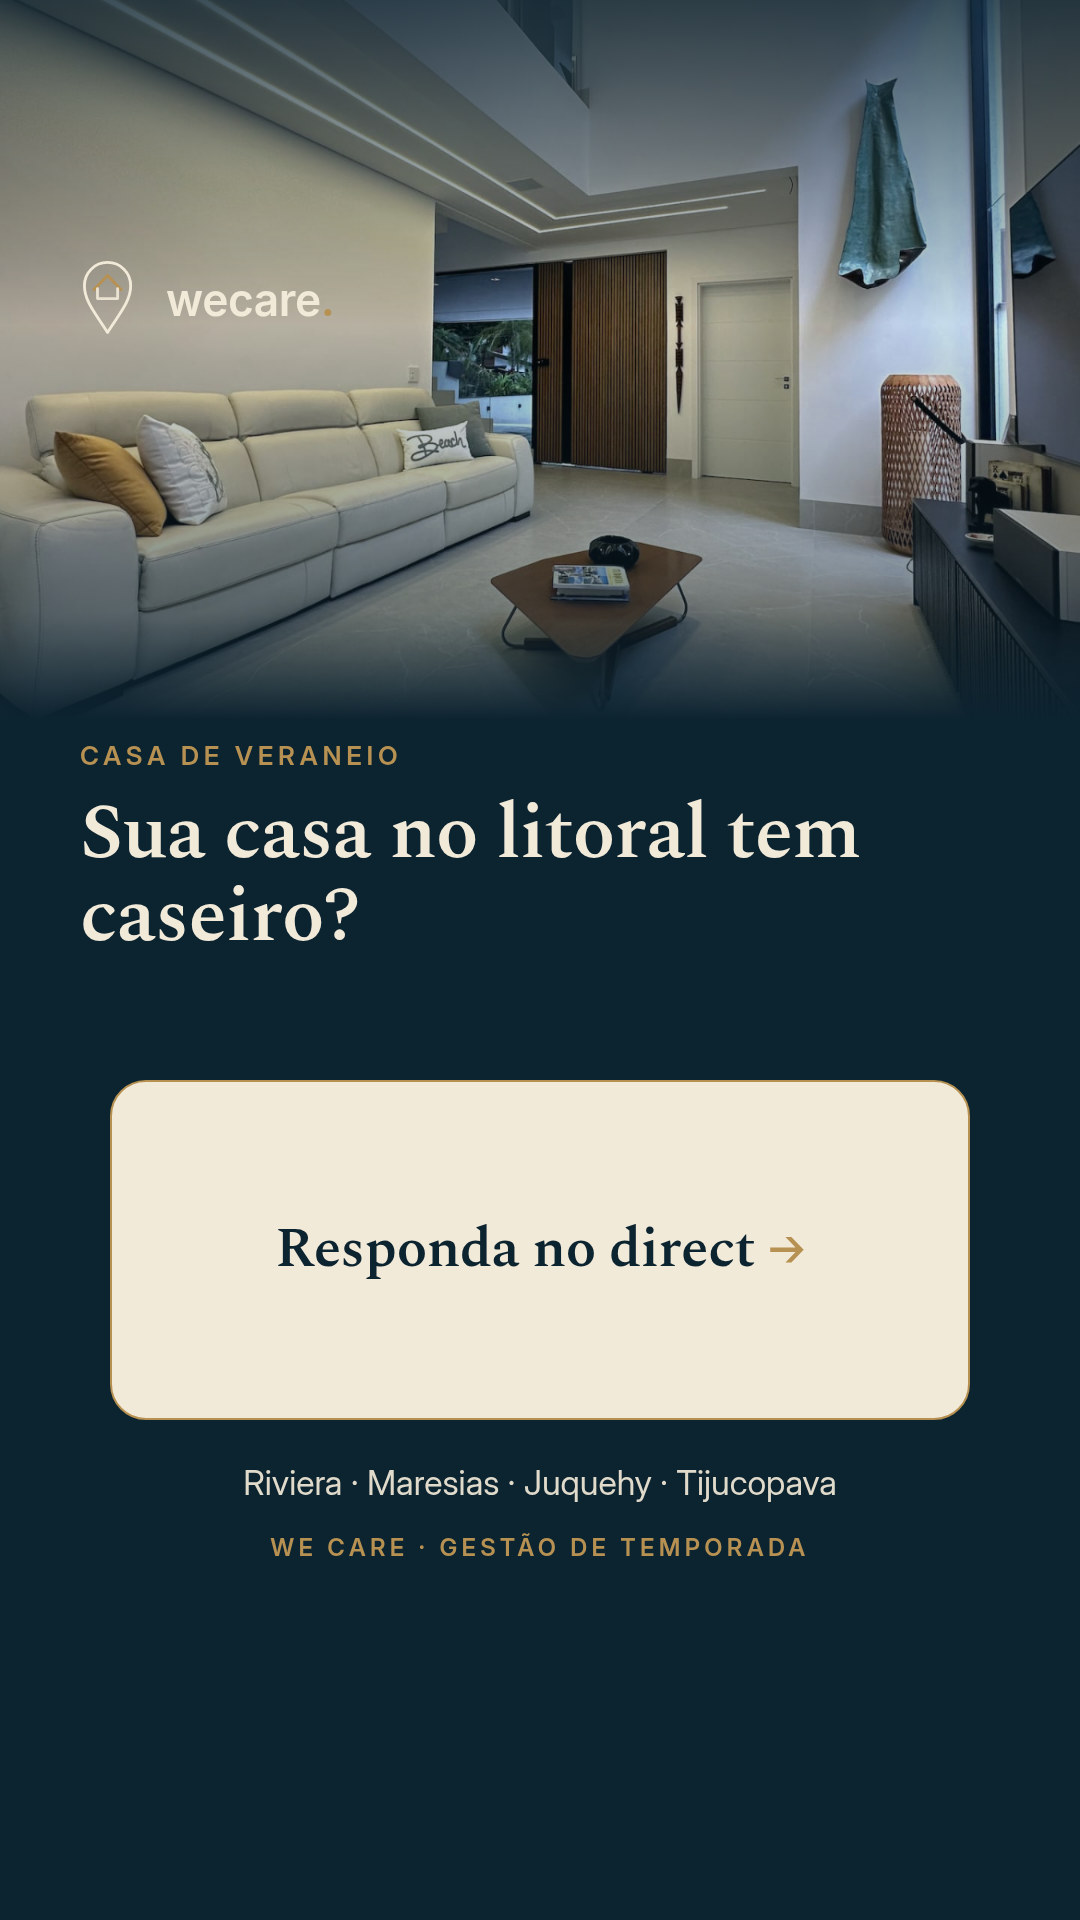 wecare.
Beach
CASA DE VERANEIO
Sua casa no litoral tem
caseiro?
Responda no direct →
Riviera · Maresias · Juquehy · Tijucopava
WE CARE · GESTÃO DE TEMPORADA